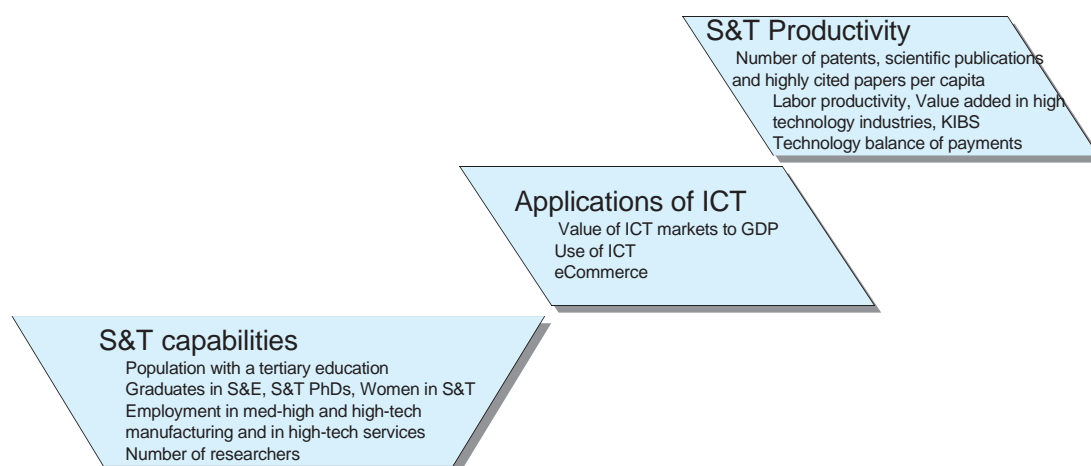 S&T Productivity
Number of patents, scientific publications
and highly cited papers per capita
Labor productivity, Value added in high
technology industries, KIBS
Technology balance of payments
Applications of ICT
Value of ICT markets to GDP
Use of ICT
eCommerce
S&T capabilities
Population with a tertiary education
Graduates in S&E, S&T PhDs, Women in S&T
Employment in med-high and high-tech
manufacturing and in high-tech services
Number of researchers